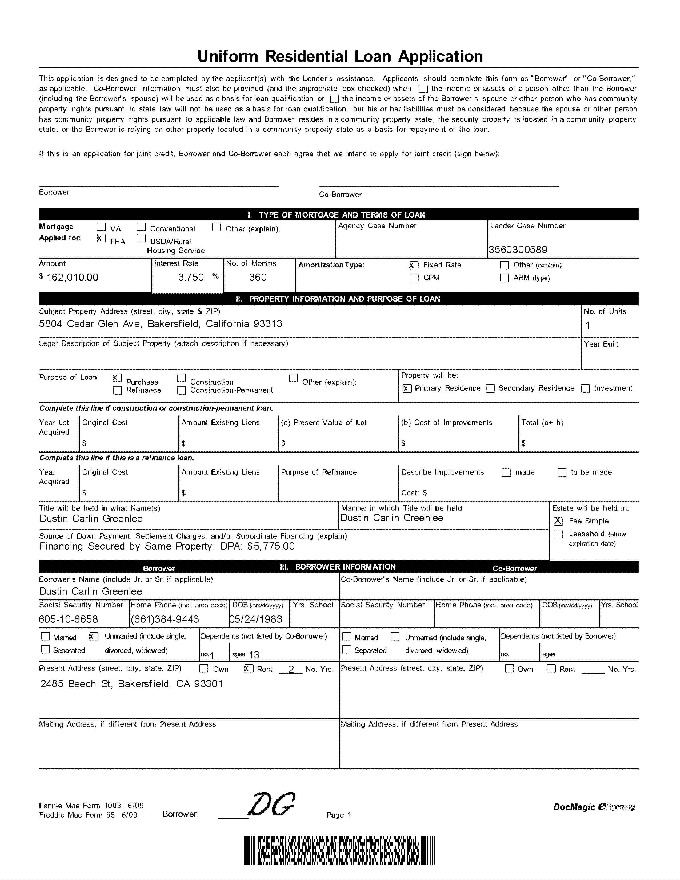 Uniform Residential Loan Application
This application is designed to be completed by the applicant(s) with the Lender's assistance. Applicants should complete this form as "Borrower" or "Co-Borrower,"
as applicable. Co-Borrower information must also be provided (and the appropriate box checked) when ☐ the income or assets of a person other than the Borrower
(including the Borrower's spouse) will be used as a basis for loan qualification or ☐ the income or assets of the Borrower's spouse or other person who has community
property rights pursuant to state law will not be used as a basis for loan qualification, but his or her liabilities must be considered because the spouse or other person
has community property rights pursuant to applicable law and Borrower resides in a community property state, the security property is located in a community property
state, or the Borrower is relying on other property located in a community property state as a basis for repayment of the loan.
If this is an application for joint credit, Borrower and Co-Borrower each agree that we intend to apply for joint credit (sign below):
Borrower Co-Borrower
I. TYPE OF MORTGAGE AND TERMS OF LOAN
Mortgage ☐ VA ☐ Conventional ☐ Other (explain): Agency Case Number Lender Case Number
Applied for: ☒ FHA ☐ USDA/Rural
Housing Service 3560300589
Amount Interest Rate No. of Months Amortization Type: ☒ Fixed Rate ☐ Other (explain)
$ 162,010.00 3.750 % 360 ☐ GPM ☐ ARM (type)
II. PROPERTY INFORMATION AND PURPOSE OF LOAN
Subject Property Address (street, city, state & ZIP) No. of Units
5804 Cedar Glen Ave, Bakersfield, California 93313 1
Legal Description of Subject Property (attach description if necessary) Year Built
Purpose of Loan ☒ Purchase ☐ Construction ☐ Other (explain): Property will be:
☐ Refinance ☐ Construction-Permanent ☒ Primary Residence ☐ Secondary Residence ☐ Investment
Complete this line if construction or construction-permanent loan.
Year Lot Original Cost Amount Existing Liens (a) Present Value of Lot (b) Cost of Improvements Total (a+ b)
Acquired
$ $ $ $ $
Complete this line if this is a refinance loan.
Year Original Cost Amount Existing Liens Purpose of Refinance Describe Improvements ☐ made ☐ to be made
Acquired
$ $ Cost: $
Title will be held in what Name(s) Manner in which Title will be held Estate will be held in:
Dustin Carlin Greenlee Dustin Carlin Greenlee ☒ Fee Simple
Source of Down Payment, Settlement Charges, and/or Subordinate Financing (explain) ☐ Leasehold (show
Financing Secured by Same Property DPA: $5,775.00 expiration date)
Borrower III. BORROWER INFORMATION Co-Borrower
Borrower's Name (include Jr. or Sr. if applicable) Co-Borrower's Name (include Jr. or Sr. if applicable)
Dustin Carlin Greenlee
Social Security Number Home Phone (incl. area code) DOB (mm/dd/yyyy) Yrs. School Social Security Number Home Phone (incl. area code) DOB (mm/dd/yyyy) Yrs. School
605-10-6658 (661)384-9443 05/24/1983
☐ Married ☒ Unmarried (include single, Dependents (not listed by Co-Borrower) ☐ Married ☐ Unmarried (include single, Dependents (not listed by Borrower)
☐ Separated divorced, widowed) no. 1 ages 13 ☐ Separated divorced, widowed) no. ages
Present Address (street, city, state, ZIP) ☐ Own ☒ Rent 2 No. Yrs. Present Address (street, city, state, ZIP) ☐ Own ☐ Rent No. Yrs.
2485 Beech St, Bakersfield, CA 93301
Mailing Address, if different from Present Address Mailing Address, if different from Present Address
Fannie Mae Form 1003 6/09
Freddie Mac Form 65 6/09 Borrower DG Page 1 DocMagic